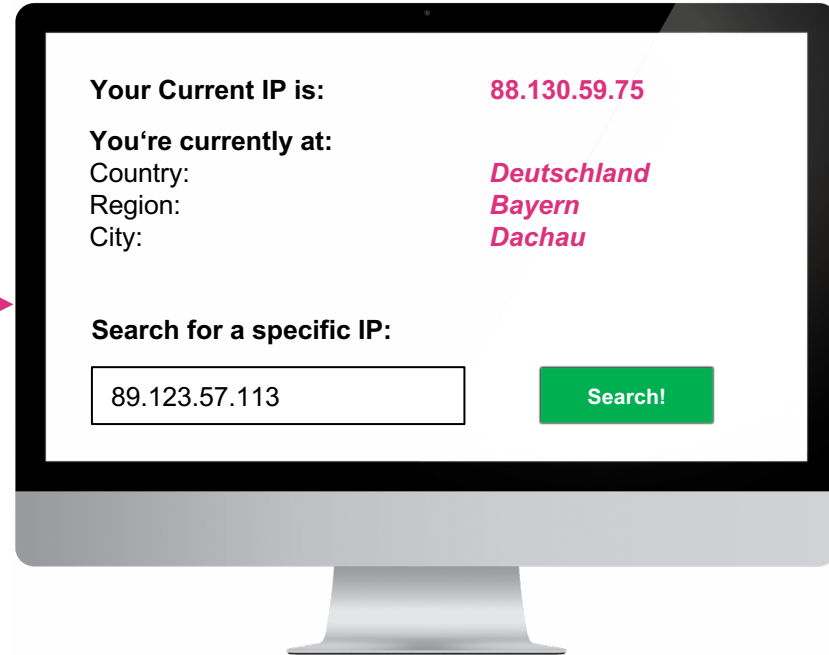 Your Current IP is: 88.130.59.75
You‘re currently at:
Country: Deutschland
Region: Bayern
City: Dachau
Search for a specific IP:
89.123.57.113 Search!